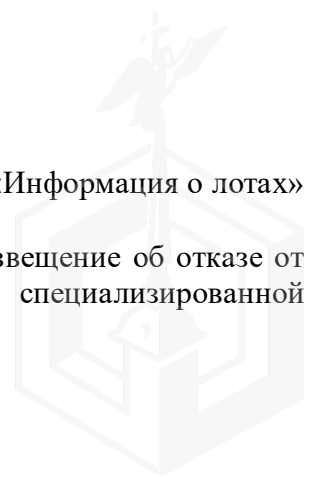 «Информация о лотах»
звещение об отказе от
специализированной